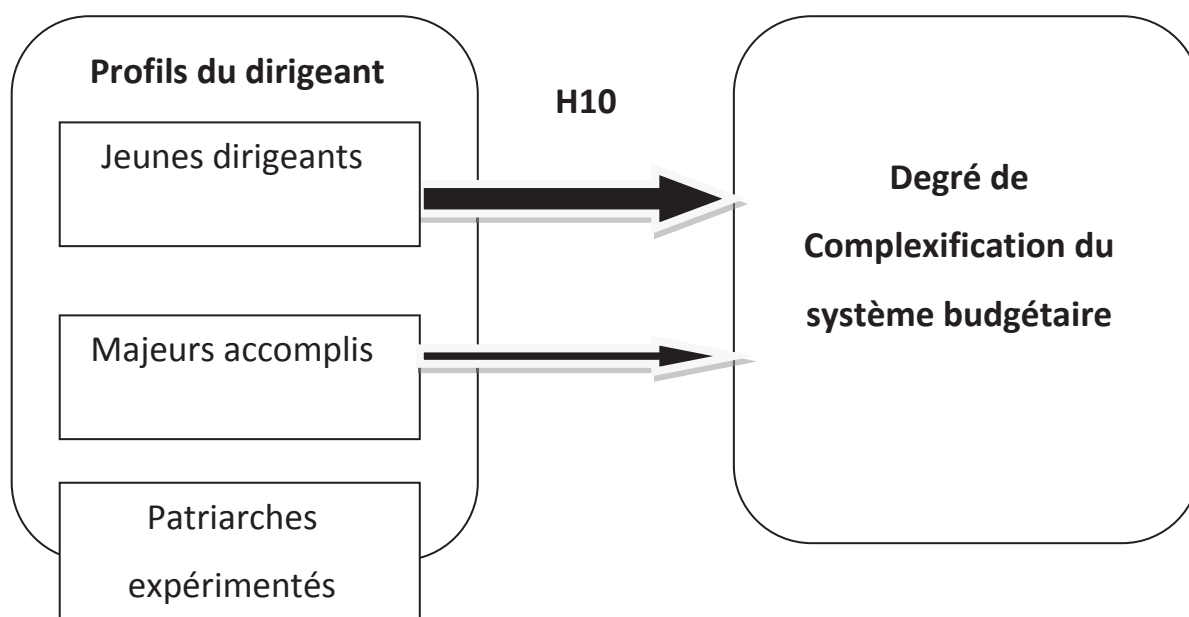 Profils du dirigeant
Jeunes dirigeants
Majeurs accomplis
Patriarches
expérimentés
H10
Degré de
Complexification du
système budgétaire